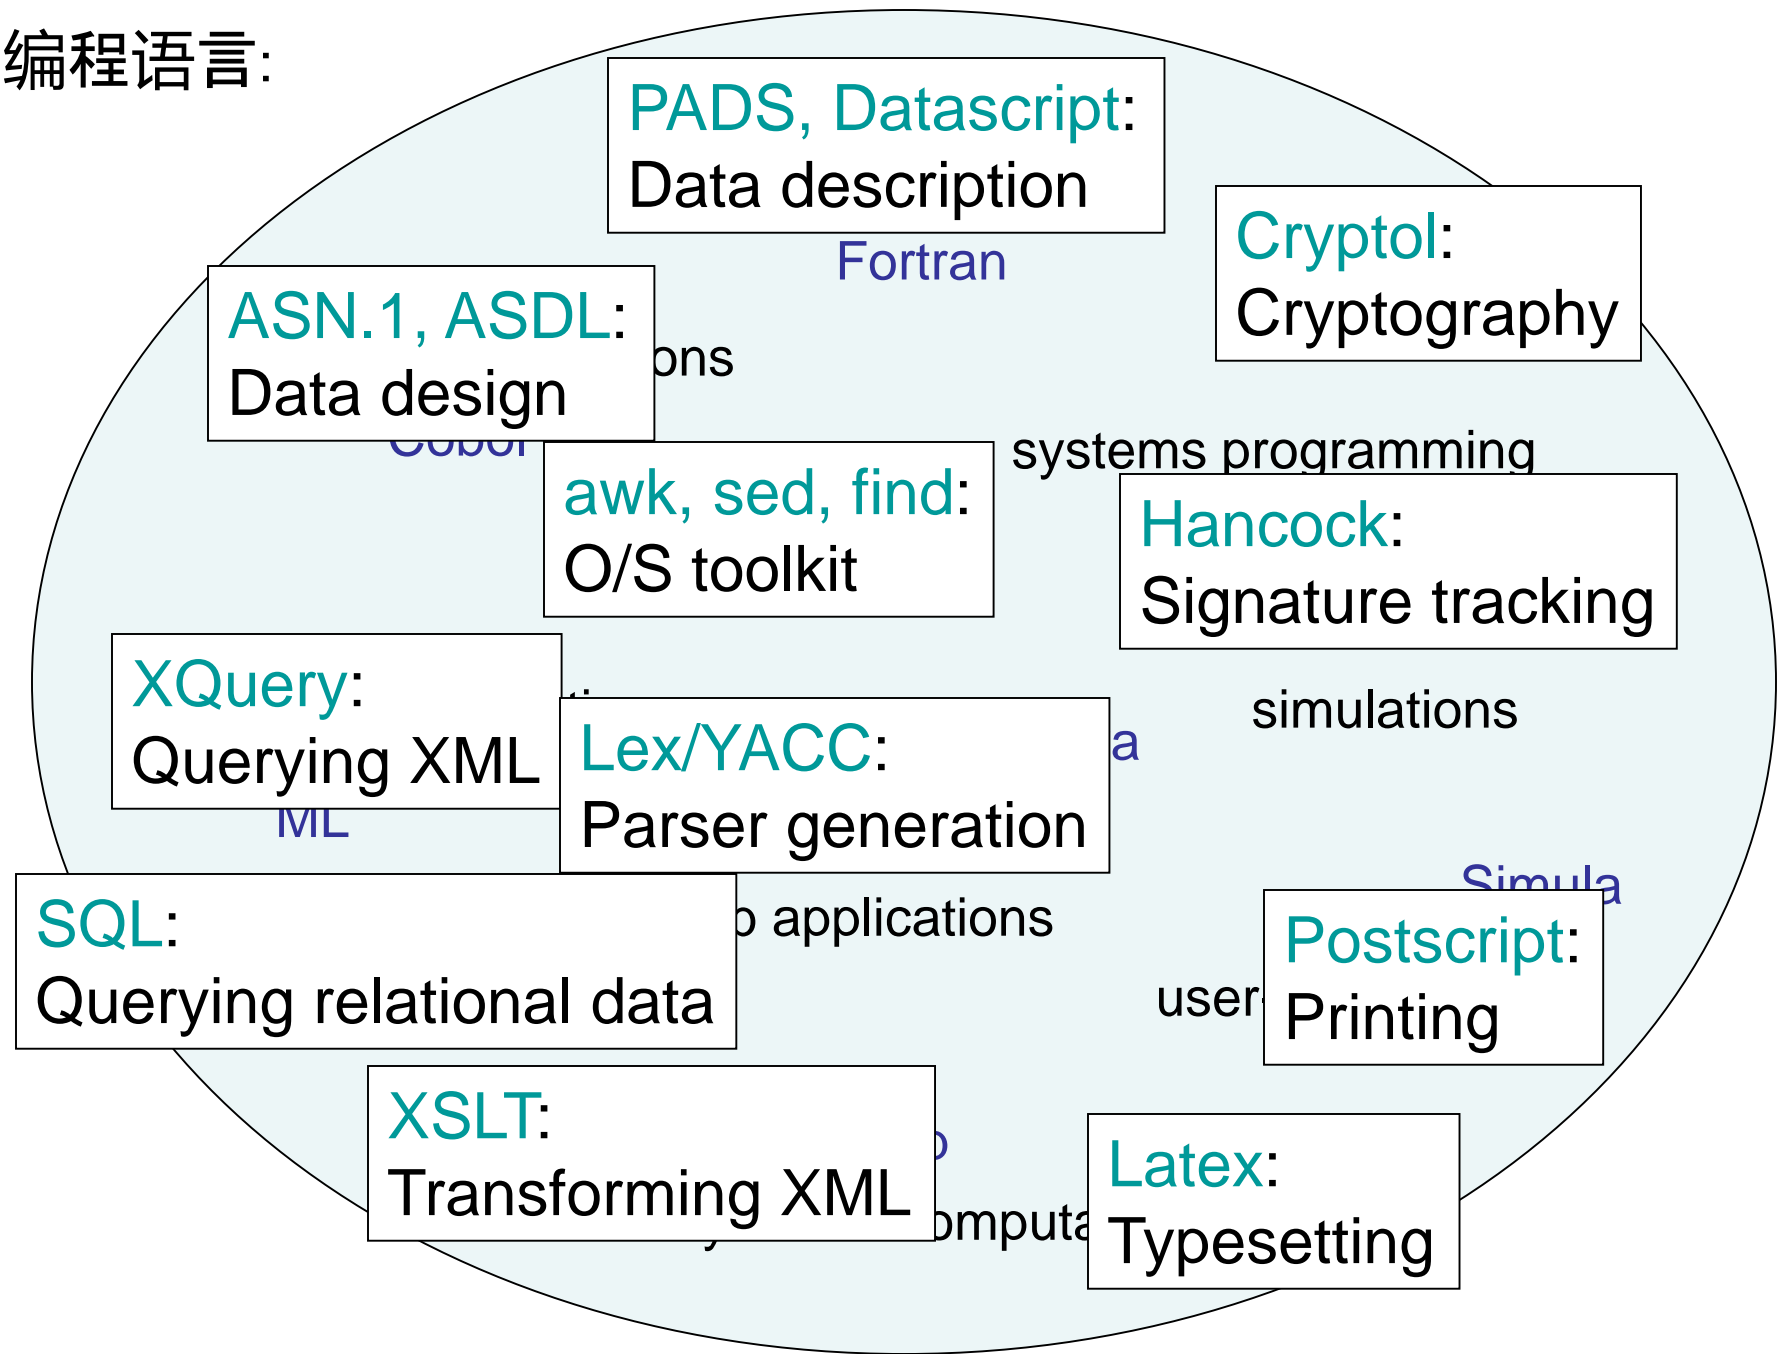 编程语言:
PADS, Datascript:
Data description
Cryptol:
Cryptography
Fortran
ASN.1, ASDL:
Data design
Cobol
systems programming
awk, sed, find:
O/S toolkit
Hancock:
Signature tracking
XQuery:
Querying XML
simulations
Lex/YACC:
Parser generation
ML
Simula
SQL:
Querying relational data
applications
Postscript:
Printing
user-
XSLT:
Transforming XML
Latex:
Typesetting